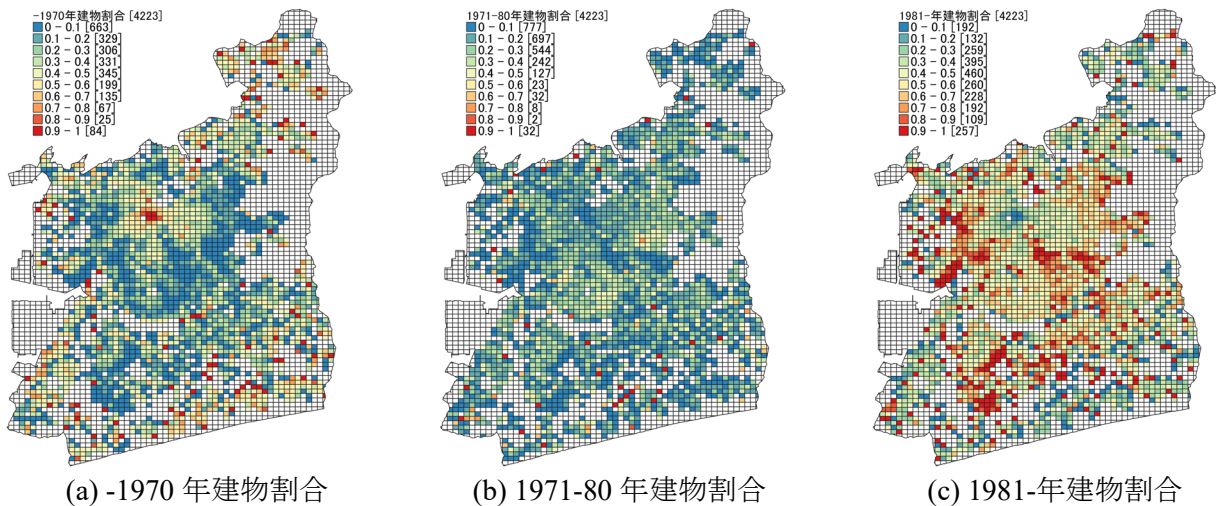 -1970年建物割合 [4223]
0 - 0.1 [663]
0.1 - 0.2 [329]
0.2 - 0.3 [306]
0.3 - 0.4 [331]
0.4 - 0.5 [345]
0.5 - 0.6 [199]
0.6 - 0.7 [135]
0.7 - 0.8 [67]
0.8 - 0.9 [25]
0.9 - 1 [84]
1971-80年建物割合 [4223]
0 - 0.1 [777]
0.1 - 0.2 [697]
0.2 - 0.3 [544]
0.3 - 0.4 [242]
0.4 - 0.5 [127]
0.5 - 0.6 [23]
0.6 - 0.7 [32]
0.7 - 0.8 [8]
0.8 - 0.9 [2]
0.9 - 1 [32]
1981-年建物割合 [4223]
0 - 0.1 [192]
0.1 - 0.2 [132]
0.2 - 0.3 [259]
0.3 - 0.4 [395]
0.4 - 0.5 [460]
0.5 - 0.6 [260]
0.6 - 0.7 [228]
0.7 - 0.8 [192]
0.8 - 0.9 [109]
0.9 - 1 [257]
(a) -1970 年建物割合
(b) 1971-80 年建物割合
(c) 1981-年建物割合